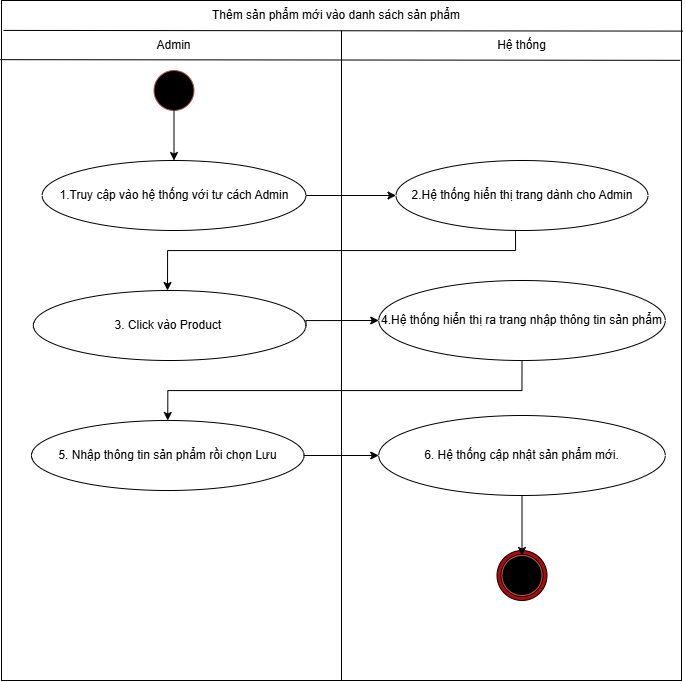 Thêm sản phẩm mới vào danh sách sản phẩm
Admin
Hệ thống
1.Truy cập vào hệ thống với tư cách Admin
2.Hệ thống hiển thị trang dành cho Admin
3. Click vào Product
4.Hệ thống hiển thị ra trang nhập thông tin sản phẩm
5. Nhập thông tin sản phẩm rồi chọn Lưu
6. Hệ thống cập nhật sản phẩm mới.